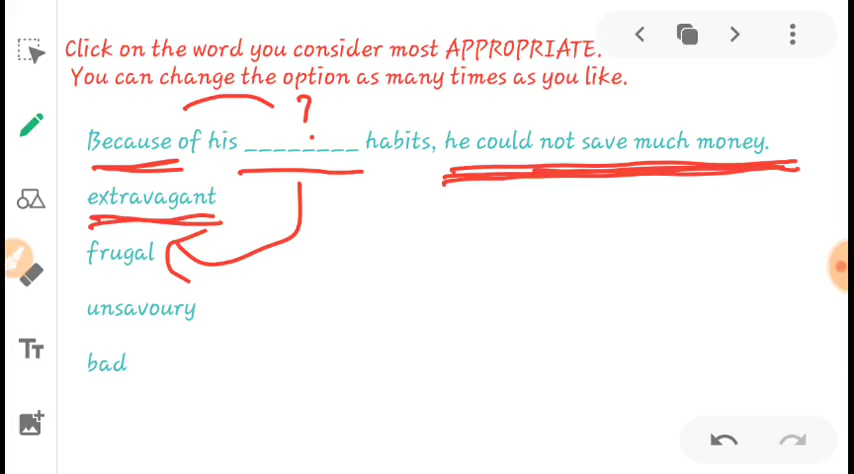 Click on the word you consider most APPROPRIATE.
You can change the option as many times as you like.
?
Because of his ________ habits, he could not save much money.
extravagant
frugal
unsavoury
bad
TT